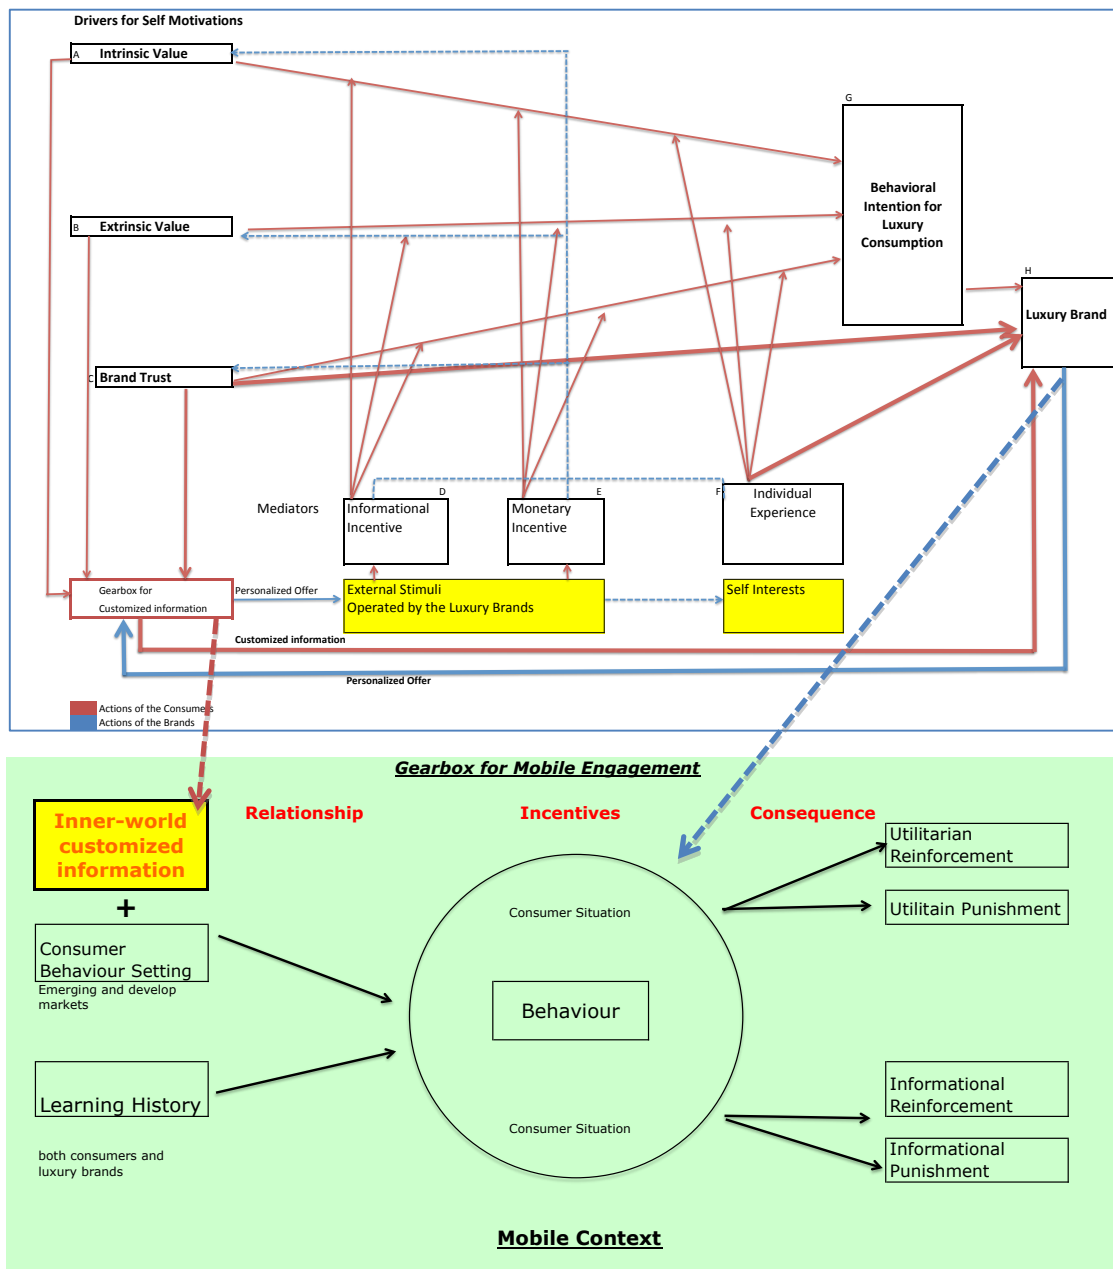 Drivers for Self Motivations
A
Intrinsic Value
G
Behavioral
Intention for
Luxury
Consumption
B
Extrinsic Value
H
Luxury Brand
C
Brand Trust
Mediators
D
Informational
Incentive
E
Monetary
Incentive
F
Individual
Experience
Gearbox for
Customized information
Personalized Offer
External Stimuli
Operated by the Luxury Brands
Self Interests
Customized information
Personalized Offer
Actions of the Consumers
Actions of the Brands
Gearbox for Mobile Engagement
Inner-world
customized
information
Relationship
Incentives
Consequence
Utilitarian
Reinforcement
Utilitain Punishment
+
Consumer
Behaviour Setting
Emerging and develop
markets
Consumer Situation
Behaviour
Learning History
both consumers and
luxury brands
Consumer Situation
Informational
Reinforcement
Informational
Punishment
Mobile Context